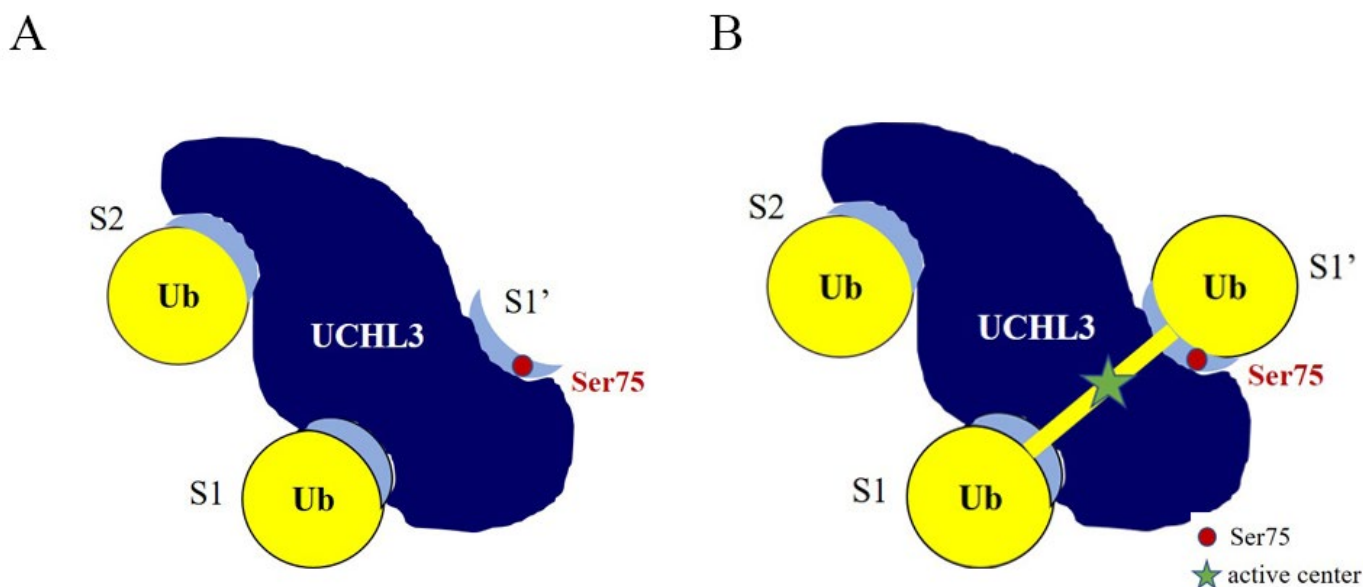 A
B
S2
Ub
S1’
UCHL3
Ser75
S1
Ub
S2
Ub
Ub
S1’
UCHL3
Ser75
S1
Ub
Ser75
active center